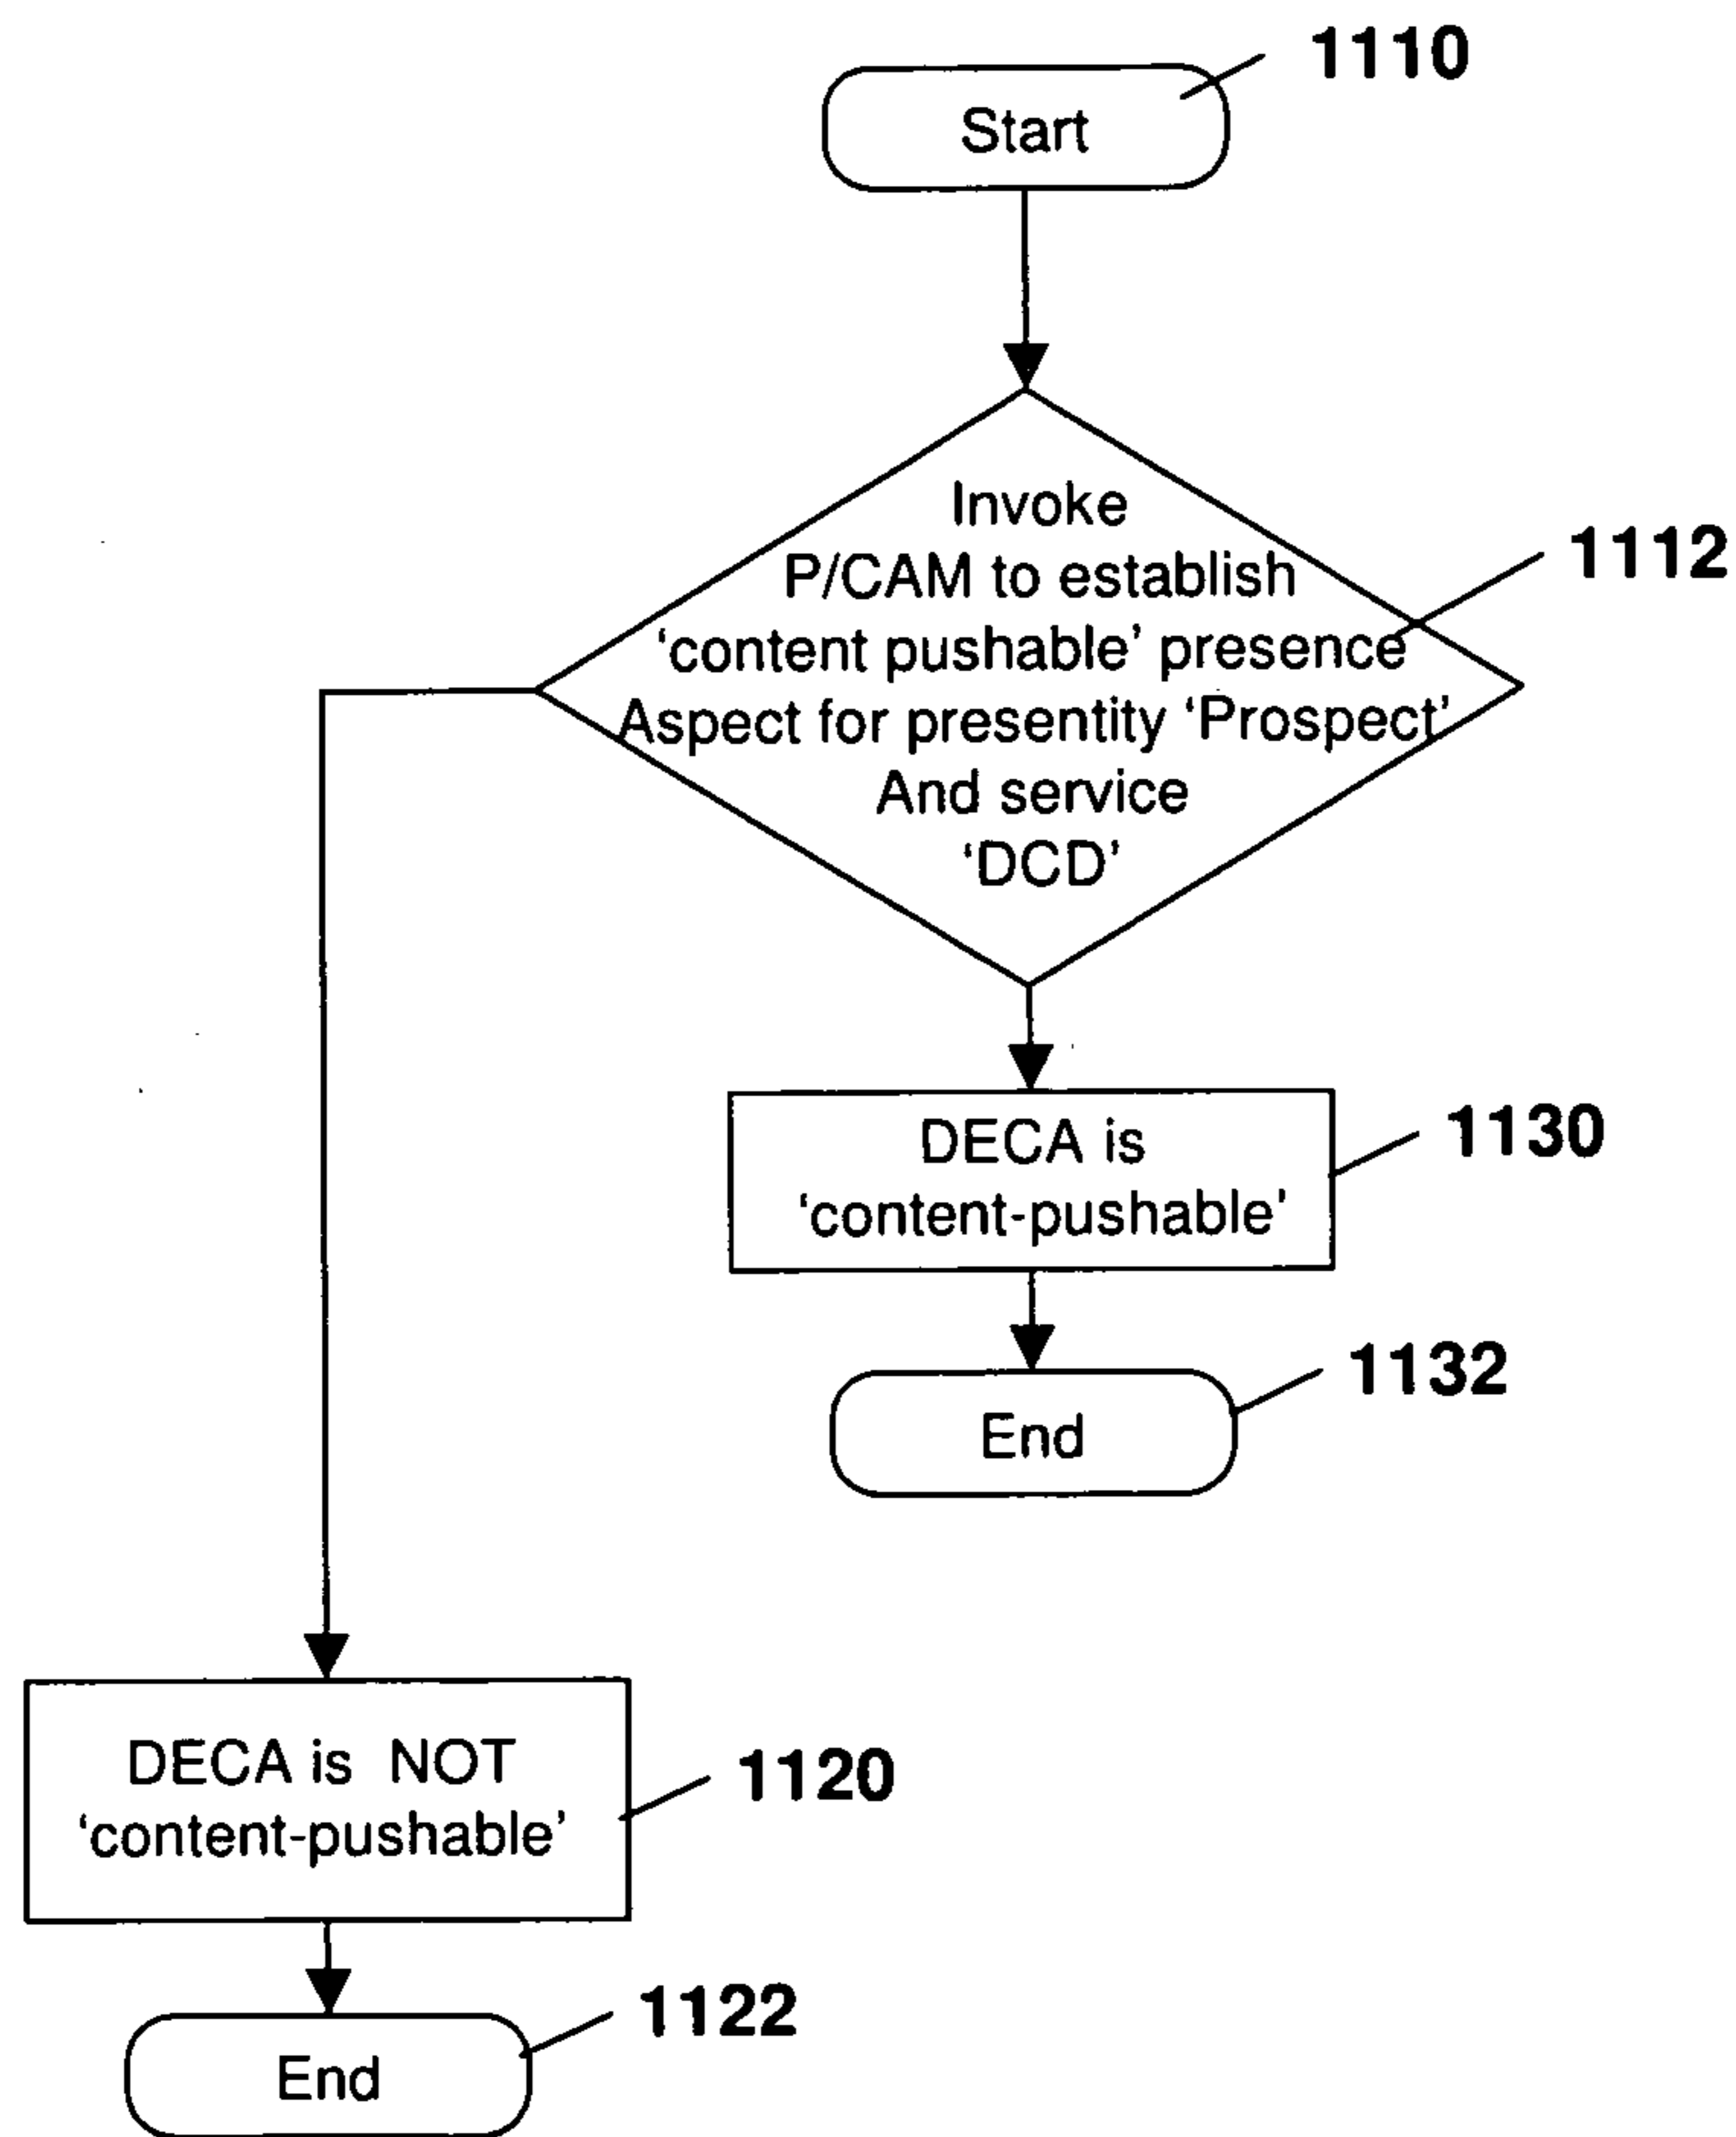 1110
Start
Invoke
P/CAM to establish
1112
‘content pushable’ presence
Aspect for presentity ‘Prospect’
And service
‘DCD’
DECA is
‘content-pushable’
1130
End
1132
DECA is NOT
‘content-pushable’
1120
End
1122